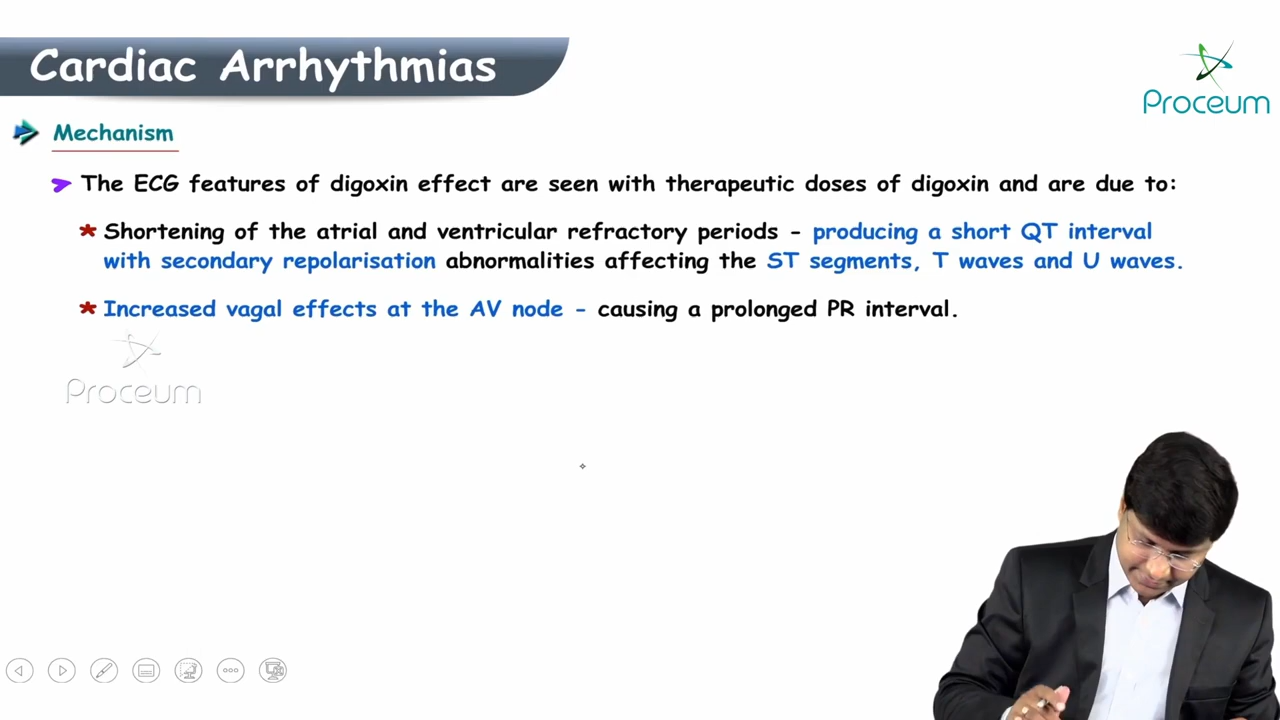 Cardiac Arrhythmias
Proceum
Mechanism
The ECG features of digoxin effect are seen with therapeutic doses of digoxin and are due to:
Shortening of the atrial and ventricular refractory periods - producing a short QT interval
with secondary repolarisation abnormalities affecting the ST segments, T waves and U waves.
Increased vagal effects at the AV node - causing a prolonged PR interval.
Proceum